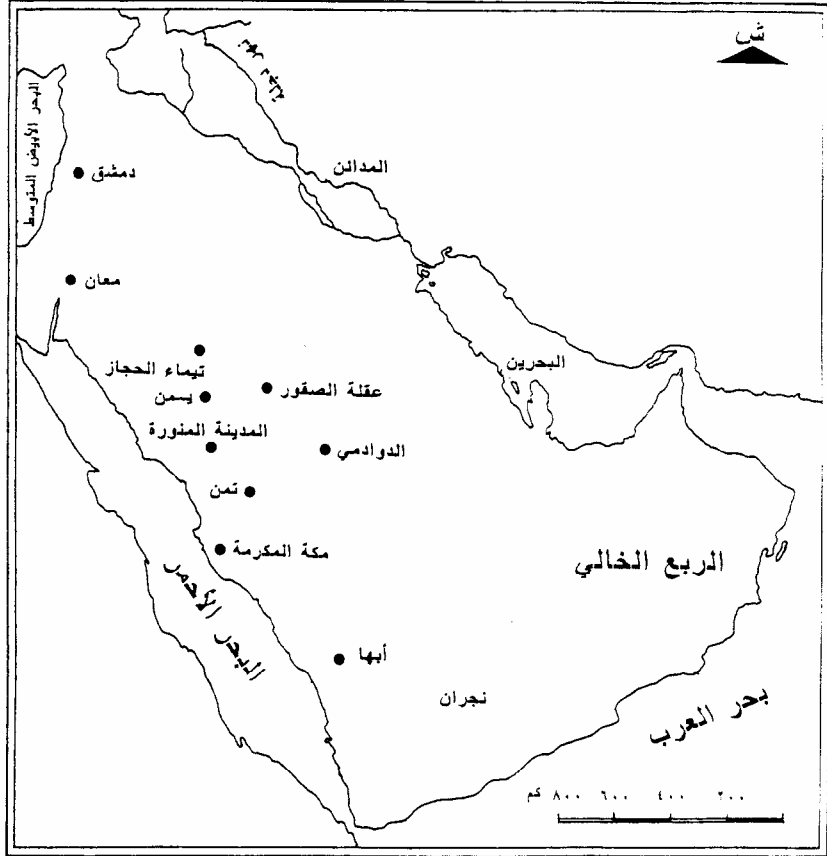 ش
نهر دجلة
البحر الأبيض المتوسط
المدائن
دمشق
معان
البحرين
تيماء الحجاز
عقلة الصقور
يسمن
المدينة المنورة
الدوادمي
تمن
مكة المكرمة
الربع الخالي
البحر الأحمر
أبها
نجران
بحر العرب
٢٠٠ ٤٠٠ ٦٠٠ ٨٠٠ كم